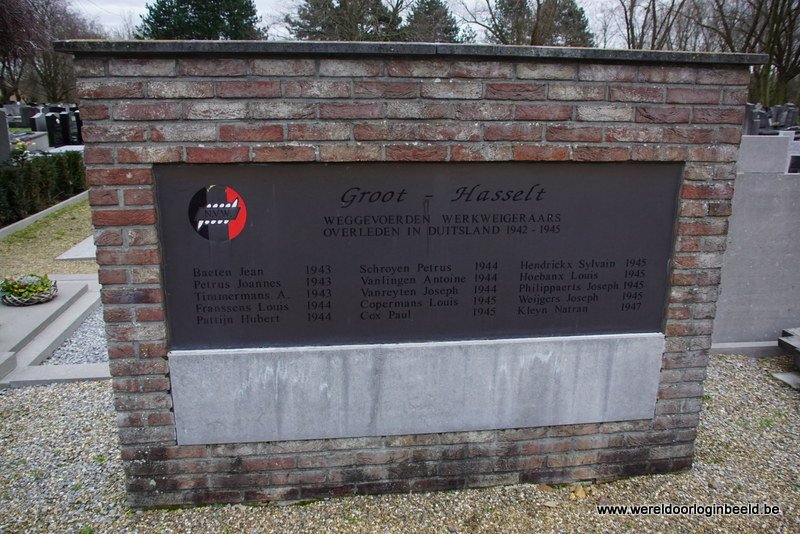 NVVW
Groot - Hasselt
WEGGEVOERDEN WERKWEIGERAARS
OVERLEDEN IN DUITSLAND 1942 - 1945
Baeten Jean 1943
Petrus Joannes 1943
Timmermans A. 1943
Franssens Louis 1944
Pattijn Hubert 1944
Schroyen Petrus 1944
Vanlingen Antoine 1944
Vanreyten Joseph 1944
Copermans Louis 1945
Cox Paul 1945
Hendrickx Sylvain 1945
Hoebanx Louis 1945
Philippaerts Joseph 1945
Weijgers Joseph 1945
Kleyn Natran 1947
www.wereldoorloginbeeld.be